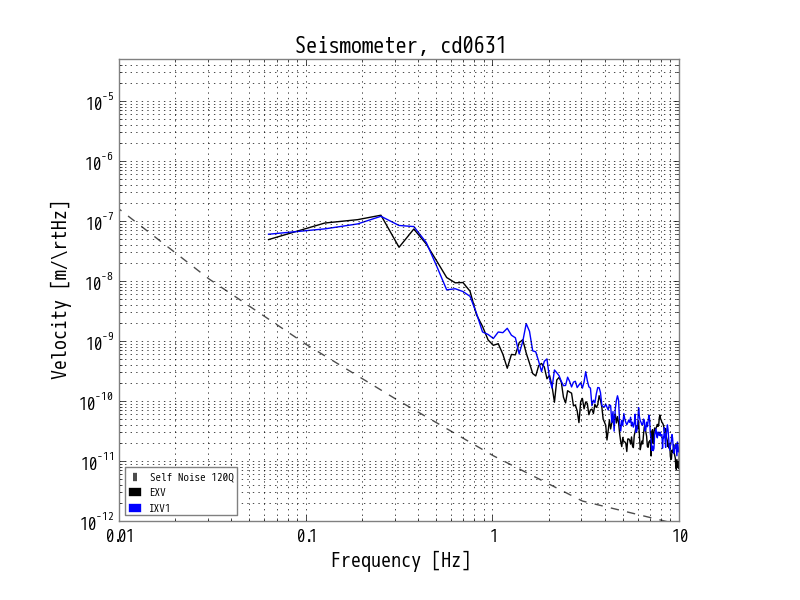 Seismometer, cd0631
Velocity [m/\rtHz]
10^-5
10^-6
10^-7
10^-8
10^-9
10^-10
10^-11
10^-12
Self Noise 120Q
EXV
IXV1
0.01 0.1 1 10
Frequency [Hz]